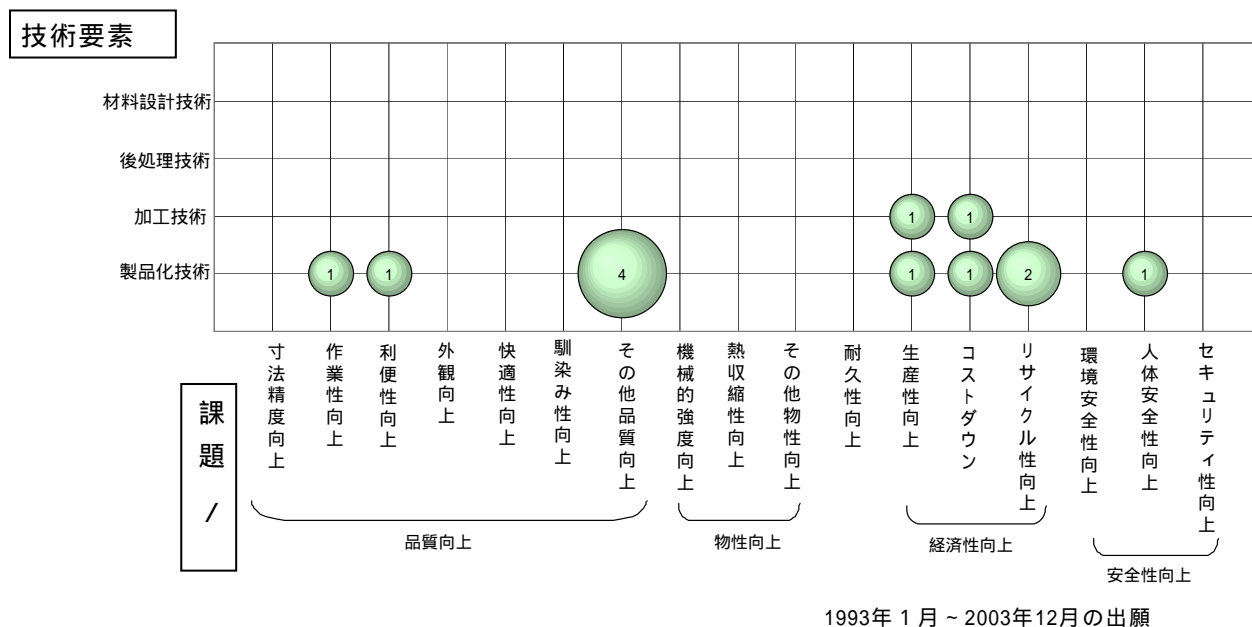 技術要素
材料設計技術
後処理技術
加工技術
1
1
製品化技術
1
1
4
1
1
2
1
寸法精度向上
作業性向上
利便性向上
外観向上
快適性向上
馴染み性向上
その他品質向上
機械的強度向上
熱収縮性向上
その他物性向上
耐久性向上
生産性向上
コストダウン
リサイクル性向上
環境安全性向上
人体安全性向上
セキュリティ性向上
課題/
品質向上
物性向上
経済性向上
安全性向上
1993年1月~2003年12月の出願